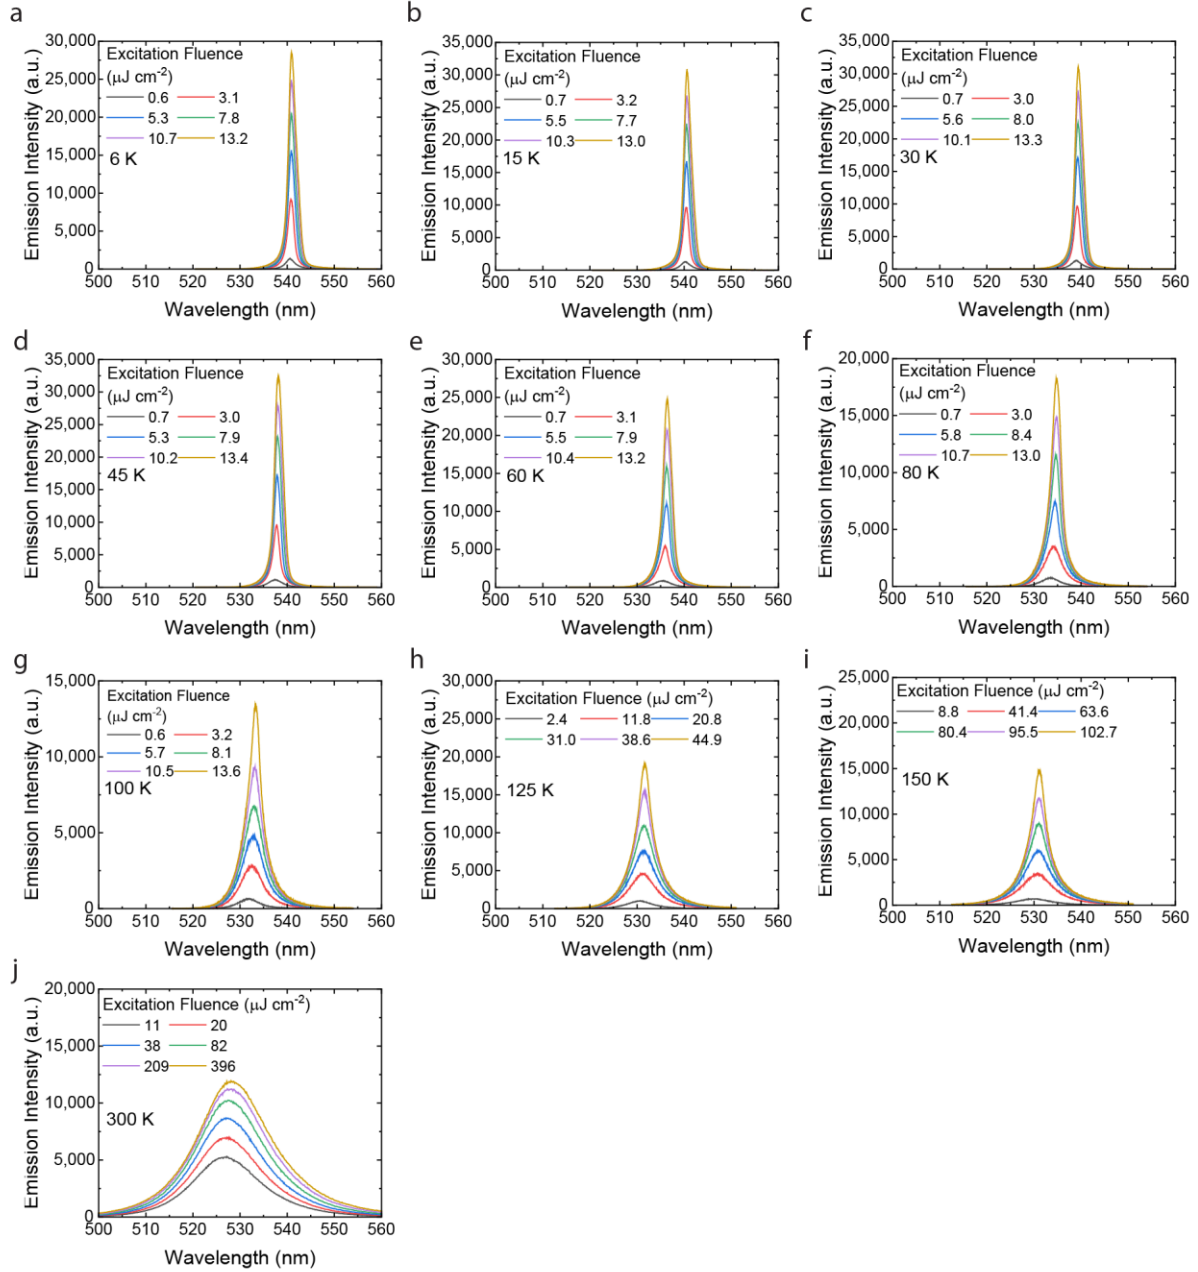 a
Excitation Fluence
(μJ cm-2)
0.6 3.1
5.3 7.8
10.7 13.2
6 K
30,000
25,000
20,000
15,000
10,000
5,000
0
500 510 520 530 540 550 560
Emission Intensity (a.u.)
Wavelength (nm)
b
Excitation Fluence
(μJ cm-2)
0.7 3.2
5.5 7.7
10.3 13.0
15 K
35,000
30,000
25,000
20,000
15,000
10,000
5,000
0
500 510 520 530 540 550 560
Emission Intensity (a.u.)
Wavelength (nm)
c
Excitation Fluence
(μJ cm-2)
0.7 3.0
5.6 8.0
10.1 13.3
30 K
35,000
30,000
25,000
20,000
15,000
10,000
5,000
0
500 510 520 530 540 550 560
Emission Intensity (a.u.)
Wavelength (nm)
d
Excitation Fluence
(μJ cm-2)
0.7 3.0
5.3 7.9
10.2 13.4
45 K
35,000
30,000
25,000
20,000
15,000
10,000
5,000
0
500 510 520 530 540 550 560
Emission Intensity (a.u.)
Wavelength (nm)
e
Excitation Fluence
(μJ cm-2)
0.7 3.1
5.5 7.9
10.4 13.2
60 K
30,000
25,000
20,000
15,000
10,000
5,000
0
500 510 520 530 540 550 560
Emission Intensity (a.u.)
Wavelength (nm)
f
Excitation Fluence
(μJ cm-2)
0.7 3.0
5.8 8.4
10.7 13.0
80 K
20,000
15,000
10,000
5,000
0
500 510 520 530 540 550 560
Emission Intensity (a.u.)
Wavelength (nm)
g
Excitation Fluence
(μJ cm-2)
0.6 3.2
5.7 8.1
10.5 13.6
100 K
15,000
10,000
5,000
0
500 510 520 530 540 550 560
Emission Intensity (a.u.)
Wavelength (nm)
h
Excitation Fluence (μJ cm-2)
2.4 11.8 20.8
31.0 38.6 44.9
125 K
30,000
25,000
20,000
15,000
10,000
5,000
0
500 510 520 530 540 550 560
Emission Intensity (a.u.)
Wavelength (nm)
i
Excitation Fluence (μJ cm-2)
8.8 41.4 63.6
80.4 95.5 102.7
150 K
25,000
20,000
15,000
10,000
5,000
0
500 510 520 530 540 550 560
Emission Intensity (a.u.)
Wavelength (nm)
j
Excitation Fluence (μJ cm-2)
11 20
38 82
209 396
300 K
20,000
15,000
10,000
5,000
0
500 510 520 530 540 550 560
Emission Intensity (a.u.)
Wavelength (nm)